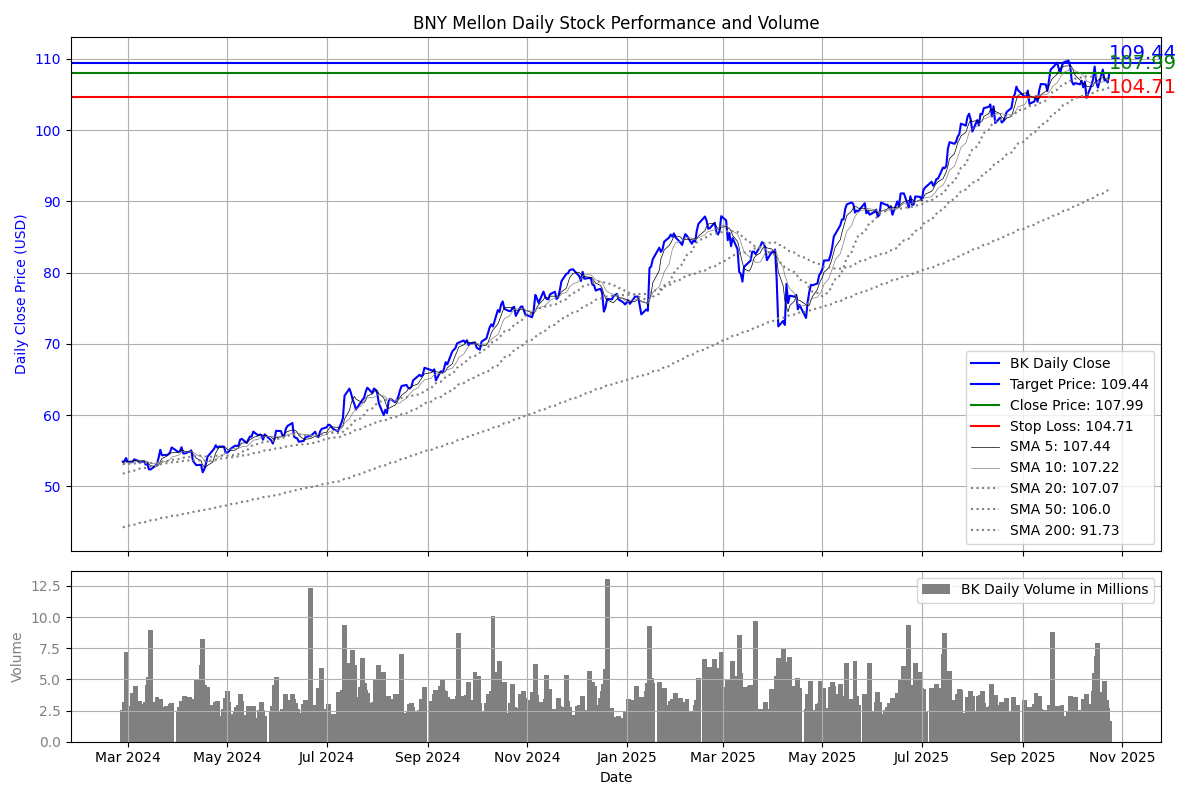 BNY Mellon Daily Stock Performance and Volume
109.44
107.99
104.71
110
100
90
80
70
60
50
Daily Close Price (USD)
BK Daily Close
Target Price: 109.44
Close Price: 107.99
Stop Loss: 104.71
SMA 5: 107.44
SMA 10: 107.22
SMA 20: 107.07
SMA 50: 106.0
SMA 200: 91.73
12.5
10.0
7.5
5.0
2.5
0.0
Volume
BK Daily Volume in Millions
Mar 2024 May 2024 Jul 2024 Sep 2024 Nov 2024 Jan 2025 Mar 2025 May 2025 Jul 2025 Sep 2025 Nov 2025
Date